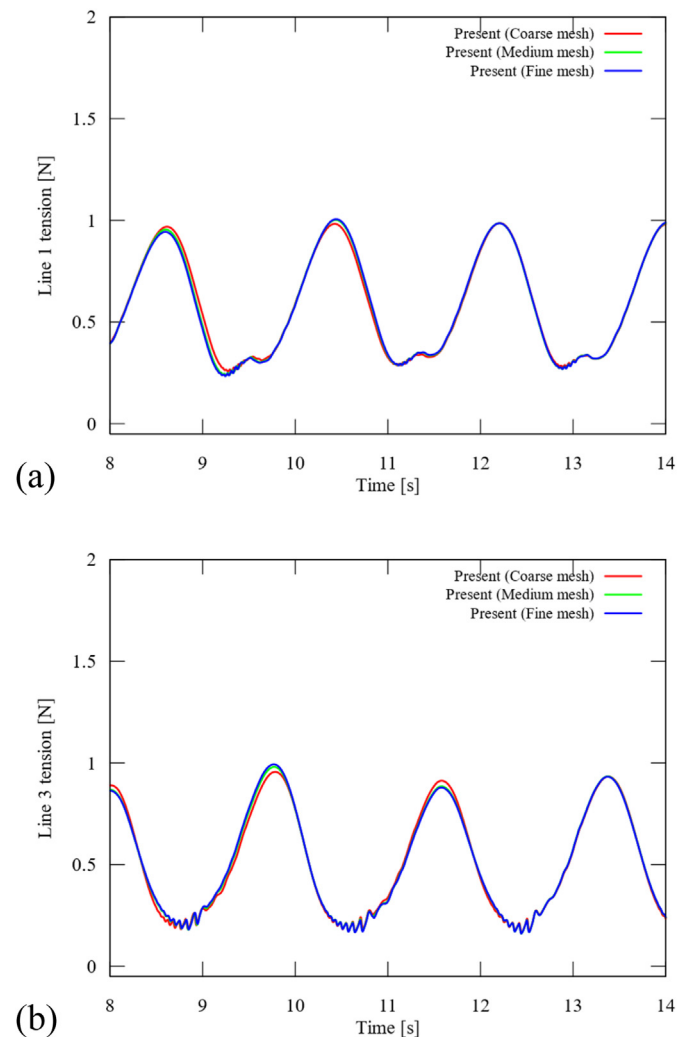 2
1.5
1
0.5
0
Line 1 tension [N]
Present (Coarse mesh)
Present (Medium mesh)
Present (Fine mesh)
8 9 10 11 12 13 14
Time [s]
(a)
2
1.5
1
0.5
0
Line 3 tension [N]
Present (Coarse mesh)
Present (Medium mesh)
Present (Fine mesh)
8 9 10 11 12 13 14
Time [s]
(b)